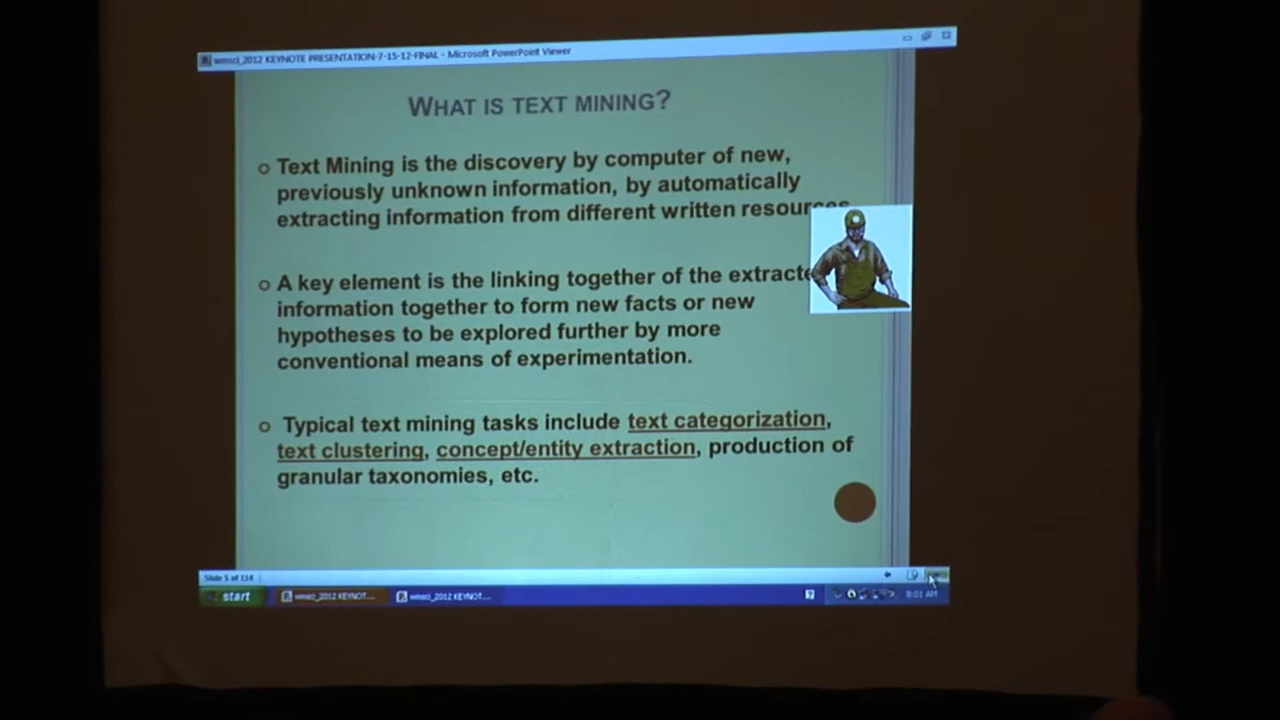 wmsci_2012 KEYNOTE PRESENTATION-7-15-12-FINAL - Microsoft PowerPoint Viewer
WHAT IS TEXT MINING?
Text Mining is the discovery by computer of new,
previously unknown information, by automatically
extracting information from different written resources.
A key element is the linking together of the extracte
information together to form new facts or new
hypotheses to be explored further by more
conventional means of experimentation.
Typical text mining tasks include text categorization,
text clustering, concept/entity extraction, production of
granular taxonomies, etc.
Slide 5 of 114
start
wmsci_2012 KEYNOT...
wmsci_2012 KEYNOT...
8:01 AM